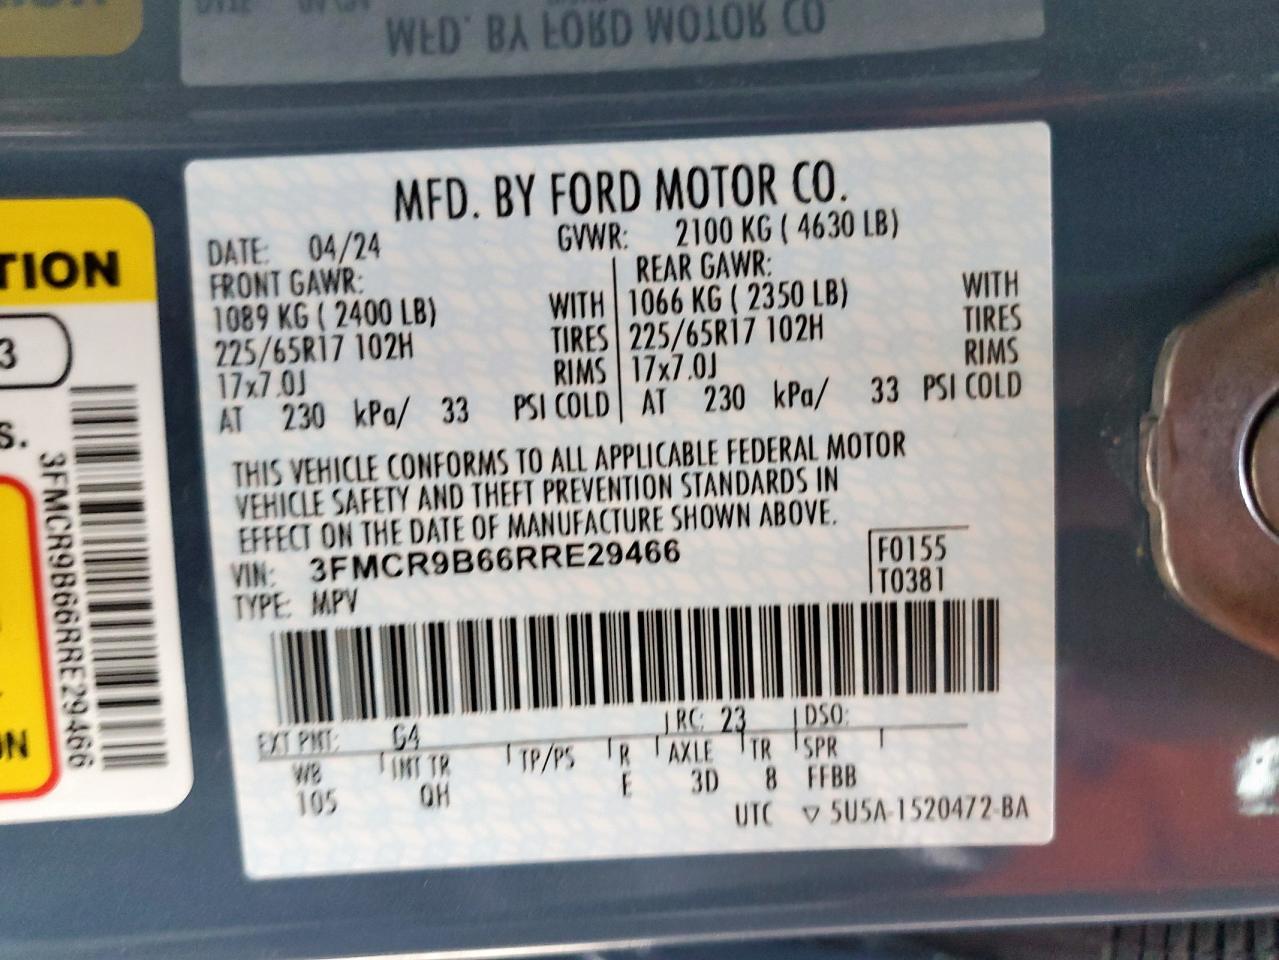 MFD. BY FORD MOTOR CO
MFD. BY FORD MOTOR CO.
DATE: 04/24 GVWR: 2100 KG ( 4630 LB)
FRONT GAWR: REAR GAWR:
1089 KG ( 2400 LB) WITH 1066 KG ( 2350 LB) WITH
225/65R17 102H TIRES 225/65R17 102H TIRES
17x7.0J RIMS 17x7.0J RIMS
AT 230 kPa/ 33 PSI COLD AT 230 kPa/ 33 PSI COLD
THIS VEHICLE CONFORMS TO ALL APPLICABLE FEDERAL MOTOR
VEHICLE SAFETY AND THEFT PREVENTION STANDARDS IN
EFFECT ON THE DATE OF MANUFACTURE SHOWN ABOVE.
VIN: 3FMCR9B66RRE29466 F0155
TYPE: MPV T0381
EXT PNT: G4 RC: 23 DSO:
WB INT TR TP/PS R AXLE TR SPR
105 QH E 3D 8 FFBB
UTC ▽ 5U5A-1520472-BA
TION
3
S.
3FMCR9B66RRE29466
ON